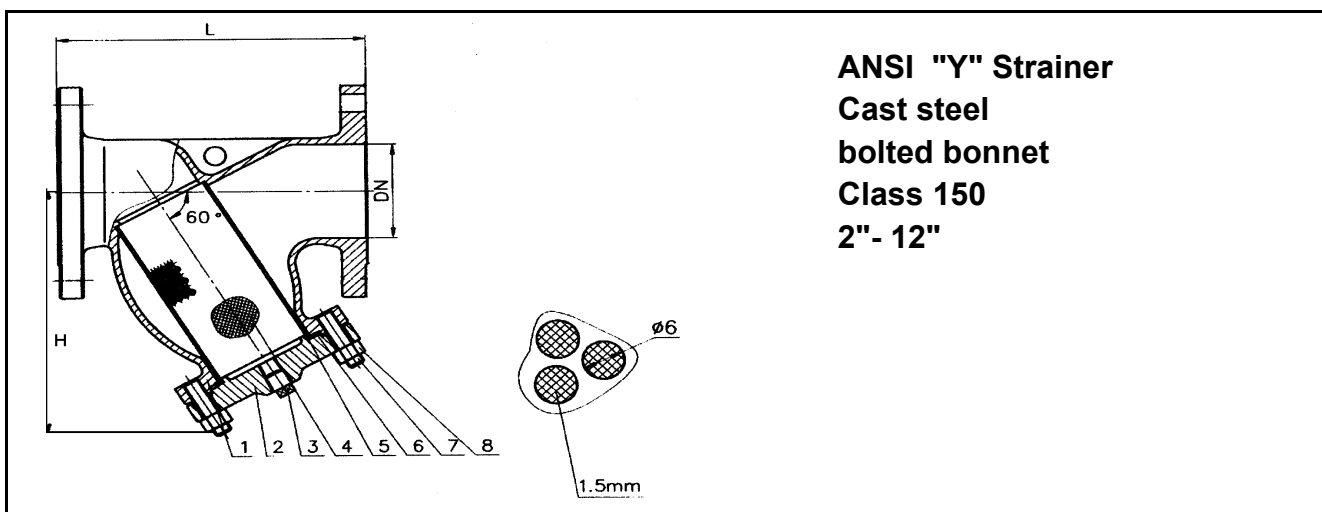 L
ANSI "Y" Strainer
Cast steel
bolted bonnet
Class 150
2"- 12"
DN
60°
H
ø6
1 2 3 4 5 6 7 8
1.5mm